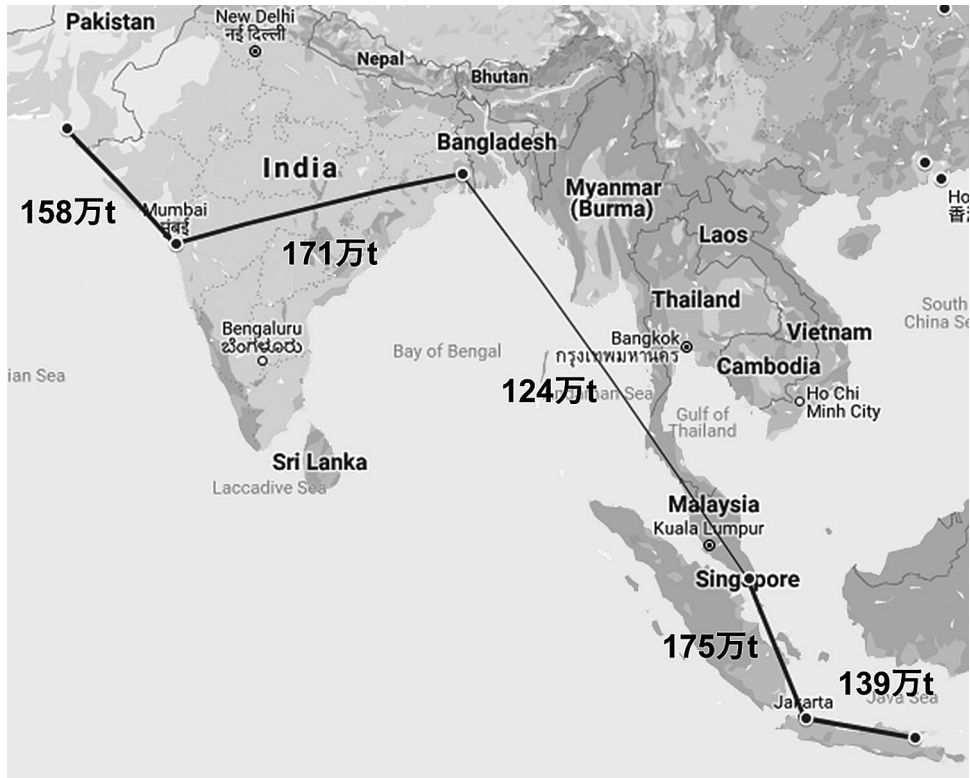 Pakistan
New Delhi
नई दिल्ली
Nepal
Bhutan
Bangladesh
India
158万t
Mumbai
मुंबई
171万t
Myanmar
(Burma)
Laos
Ho
香
Thailand
South
China Se
Vietnam
Bengaluru
ಬೆಂಗಳೂರು
Bay of Bengal
Bangkok
กรุงเทพมหานคร
Cambodia
ian Sea
124万t
Sea
Ho Chi
Minh City
Gulf of
Thailand
Sri Lanka
Laccadive Sea
Malaysia
Kuala Lumpur
Singapore
175万t
139万t
Java Sea
Jakarta